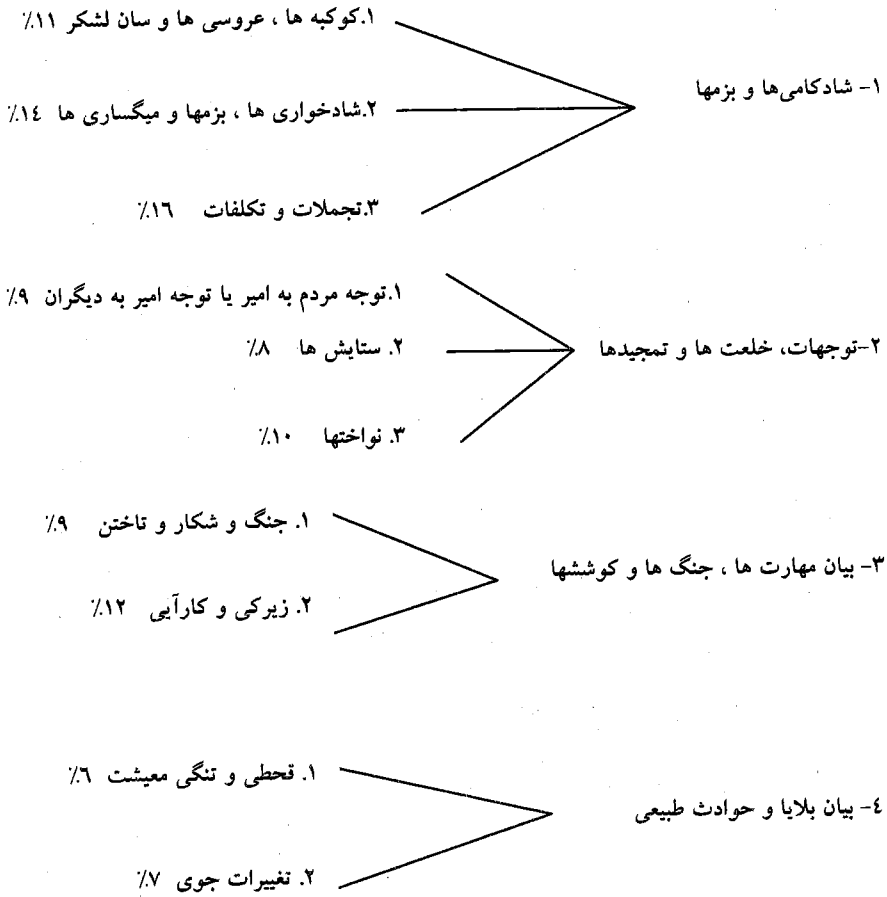 ۱.کوکبه ها ، عروسی ها و سان لشکر ۱۱٪
۱- شادکامی‌ها و بزمها
۲.شادخواری ها ، بزمها و میگساری ها ۱٤٪
۳.تجملات و تکلفات ۱٦٪
۱.توجه مردم به امیر یا توجه امیر به دیگران ۹٪
۲-توجهات، خلعت ها و تمجیدها
۲. ستایش ها ۸٪
۳. نواختها ۱۰٪
۱. جنگ و شکار و تاختن ۹٪
۳- بیان مهارت ها ، جنگ ها و کوششها
۲. زیرکی و کارآیی ۱۲٪
۱. قحطی و تنگی معیشت ٦٪
٤- بیان بلایا و حوادث طبیعی
۲. تغییرات جوی ۷٪